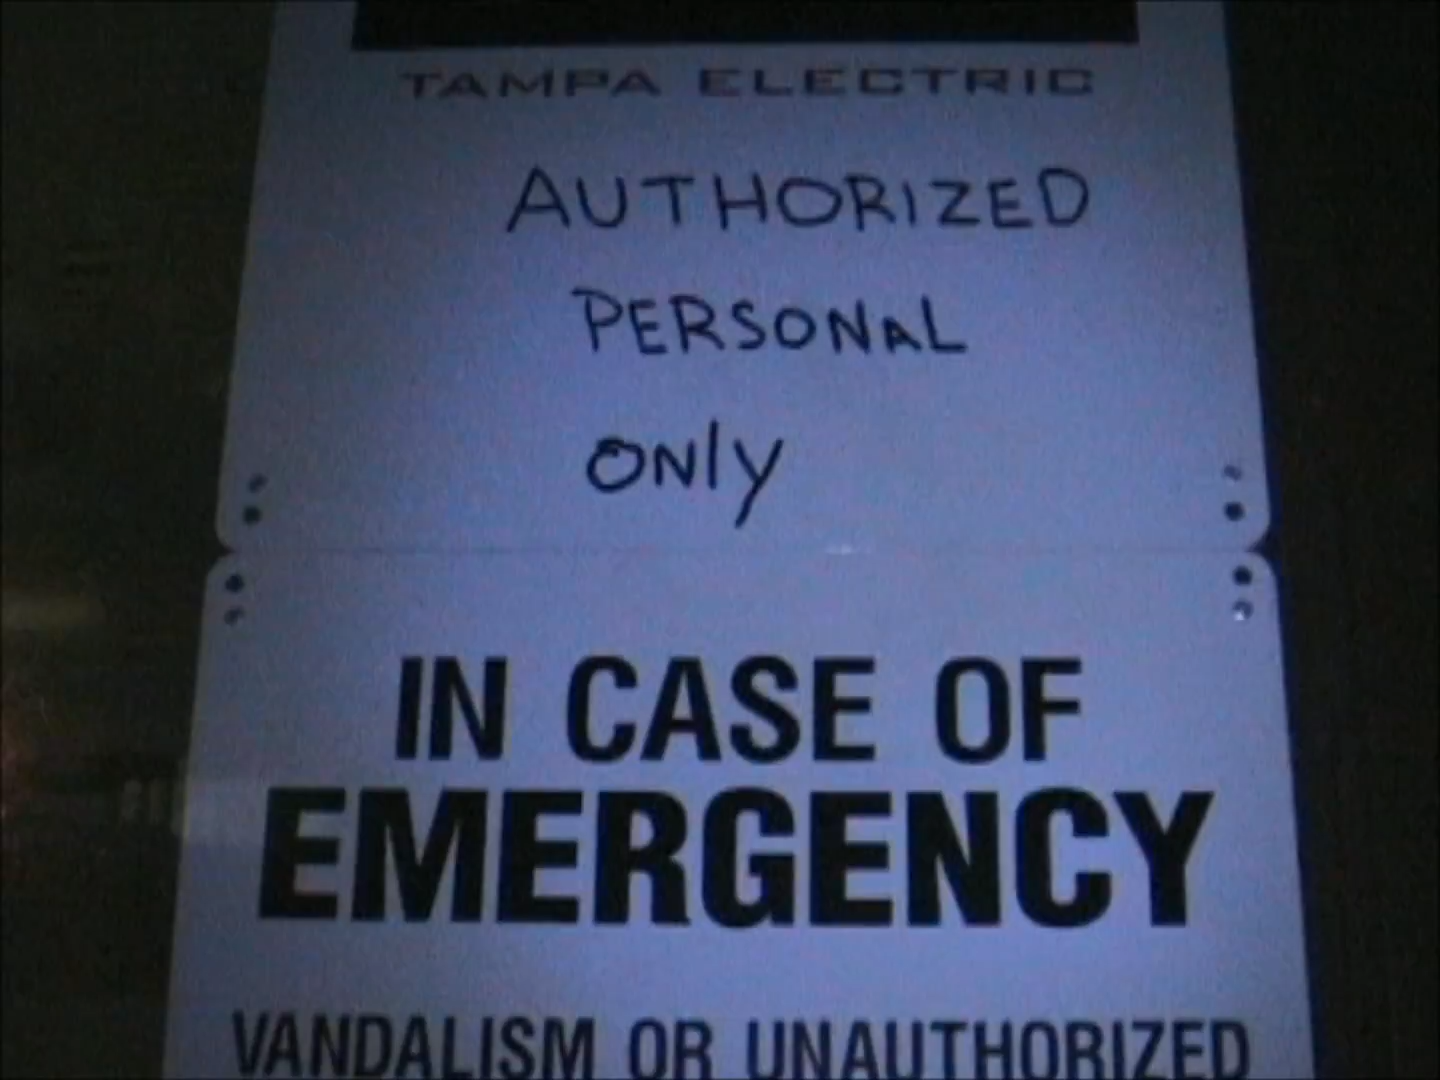 TAMPA ELECTRIC
AUTHORIZED
PERSONAL
ONLY
IN CASE OF
EMERGENCY
VANDALISM OR UNAUTHORIZED